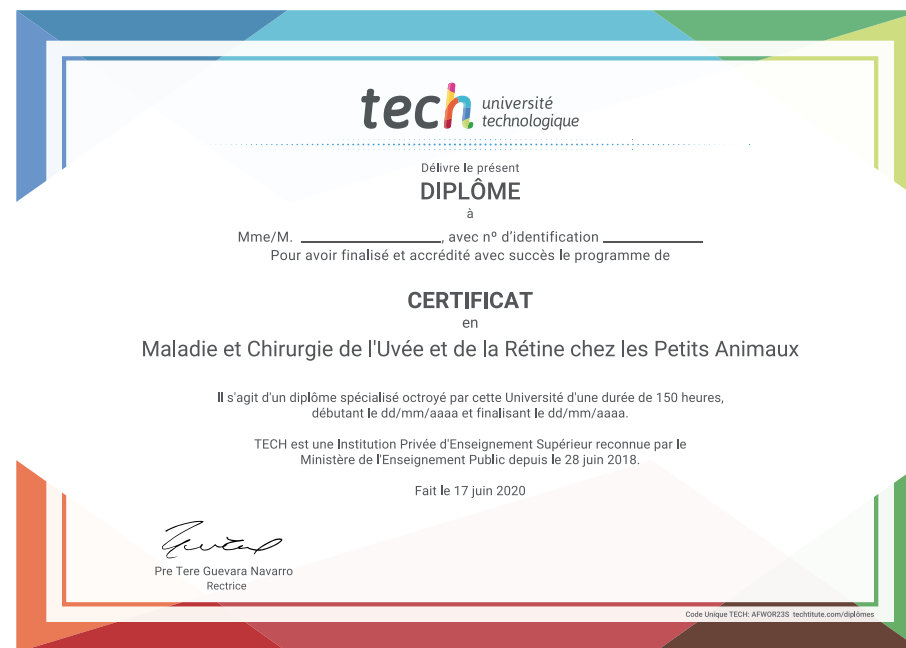 tech université
technologique
Délivre le présent
DIPLÔME
à
Mme/M. ____________________, avec nº d'identification ______________
Pour avoir finalisé et accrédité avec succès le programme de
CERTIFICAT
en
Maladie et Chirurgie de l'Uvée et de la Rétine chez les Petits Animaux
Il s'agit d'un diplôme spécialisé octroyé par cette Université d'une durée de 150 heures,
débutant le dd/mm/aaaa et finalisant le dd/mm/aaaa.
TECH est une Institution Privée d'Enseignement Supérieur reconnue par le
Ministère de l'Enseignement Public depuis le 28 juin 2018.
Fait le 17 juin 2020
Pre Tere Guevara Navarro
Rectrice
Code Unique TECH: AFWOR23S techtitute.com/diplômes